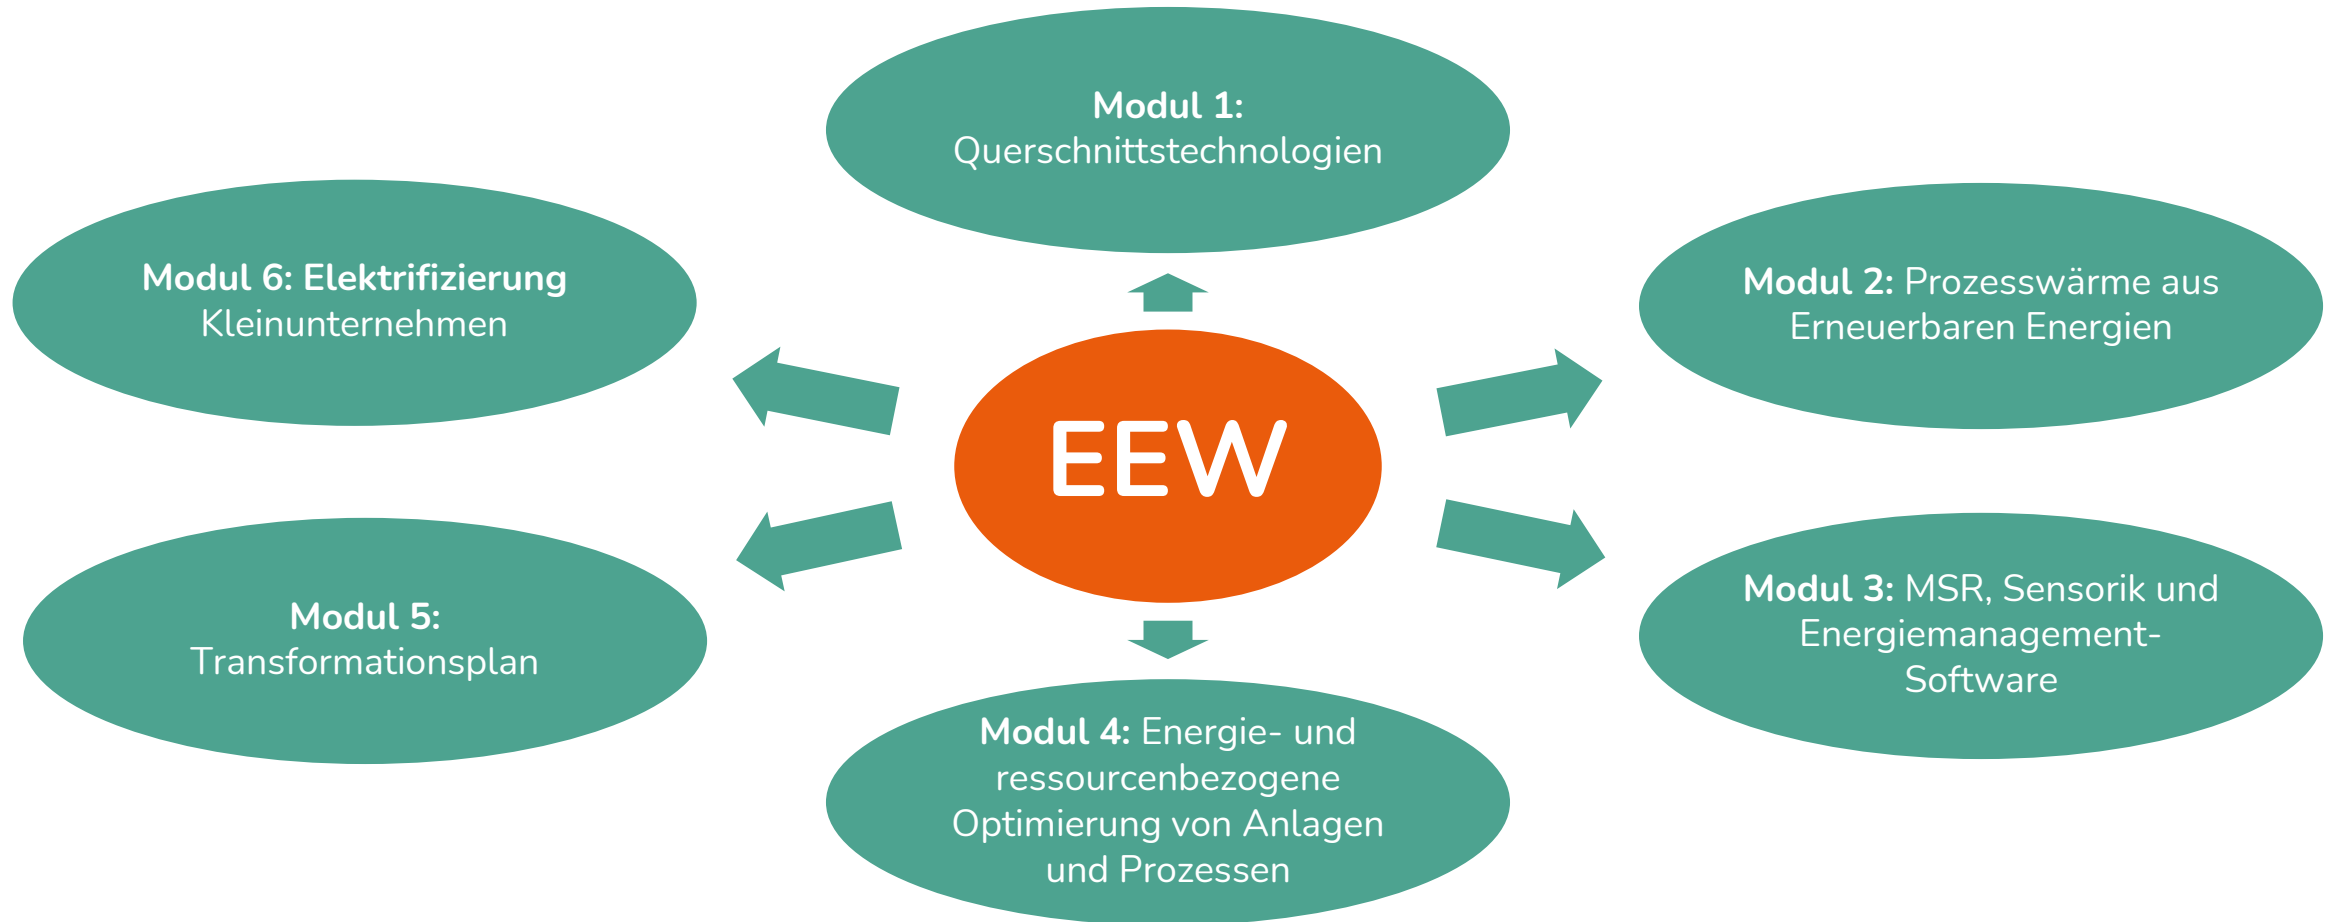 Modul 1:
Querschnittstechnologien
Modul 6: Elektrifizierung
Kleinunternehmen
Modul 2: Prozesswärme aus
Erneuerbaren Energien
EEW
Modul 5:
Transformationsplan
Modul 3: MSR, Sensorik und
Energiemanagement-
Software
Modul 4: Energie- und
ressourcenbezogene
Optimierung von Anlagen
und Prozessen